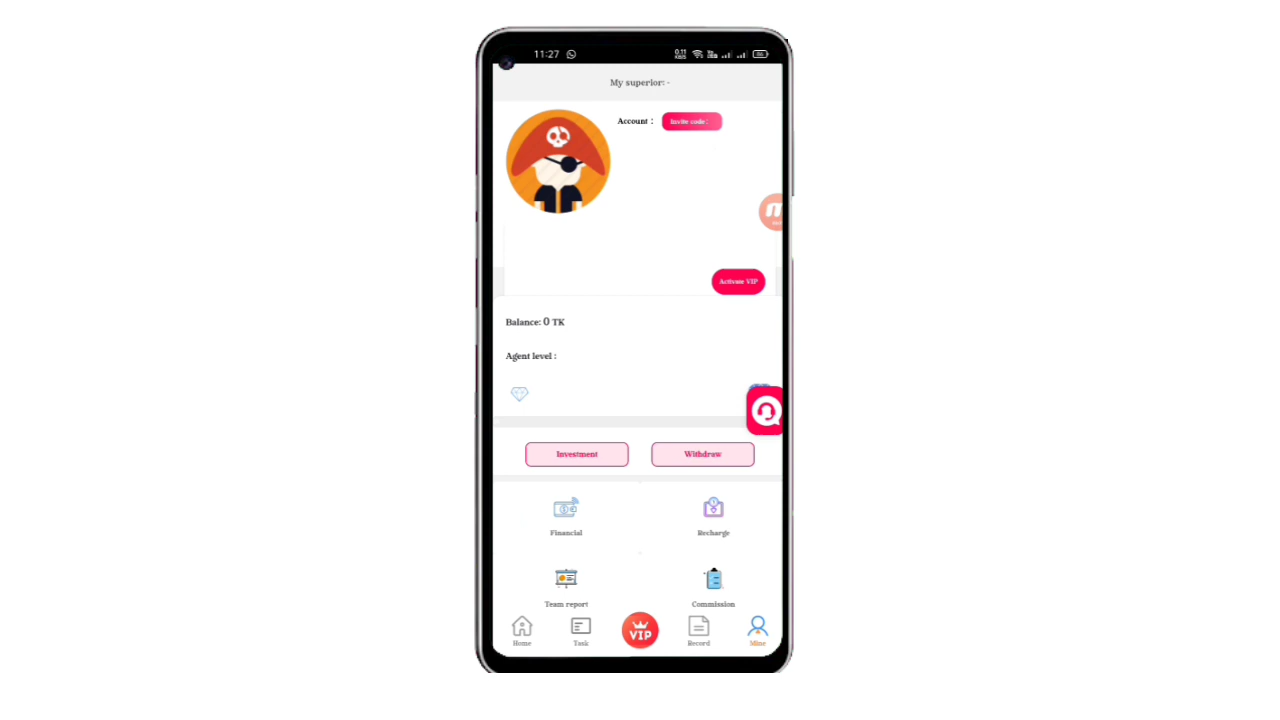 11:27
My superior: -
Account :
Invite code:
Activate VIP
Balance: 0 TK
Agent level :
Investment
Withdraw
Financial
Recharge
Team report
Commission
VIP
Home
Task
Record
Mine